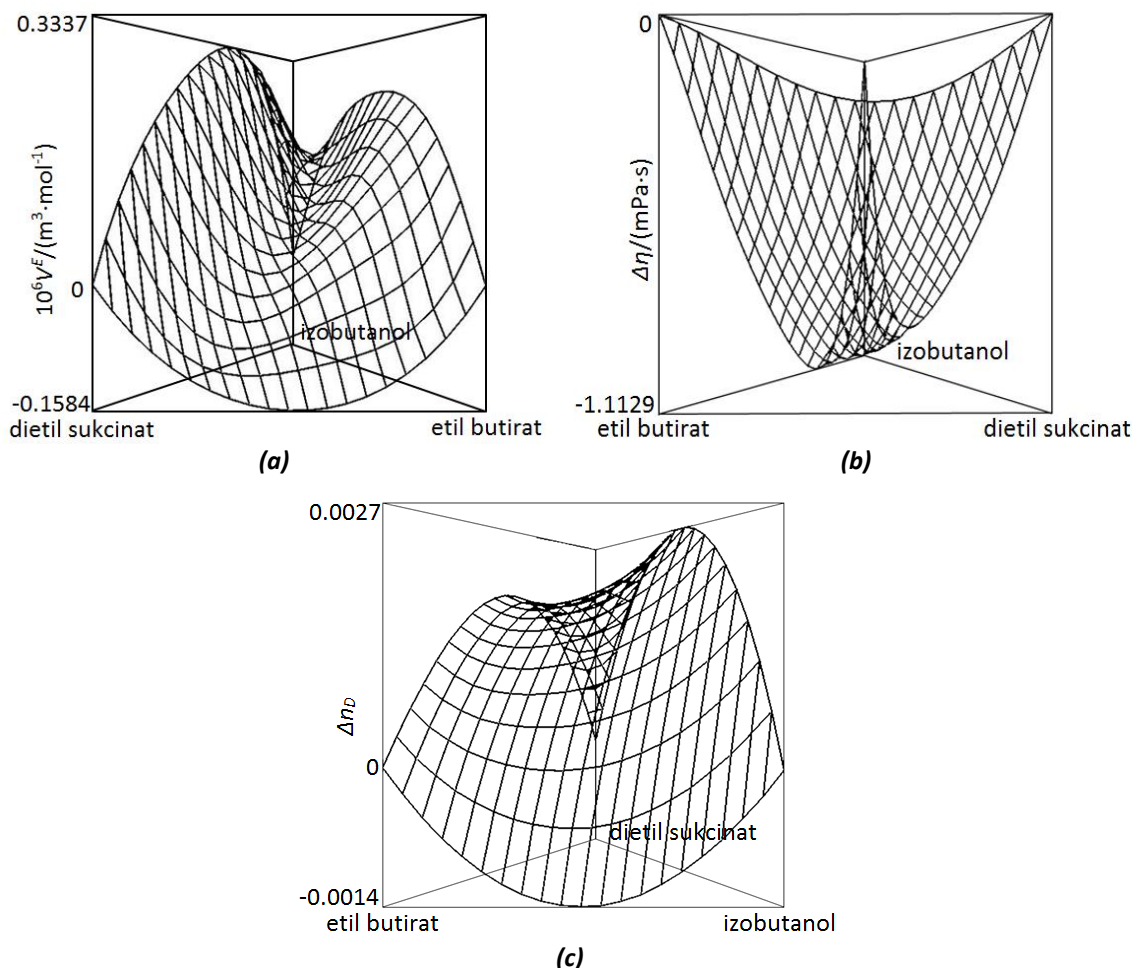 0.3337
10⁶Vᴱ/(m³·mol⁻¹)
0
izobutanol
-0.1584
dietil sukcinat
etil butirat
(a)
0
Δη/(mPa·s)
izobutanol
-1.1129
etil butirat
dietil sukcinat
(b)
0.0027
Δn_D
0
dietil sukcinat
-0.0014
etil butirat
izobutanol
(c)